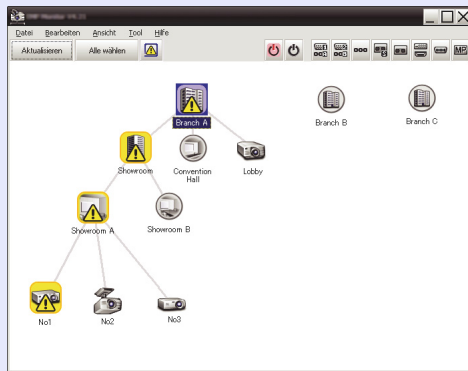 Datei Bearbeiten Ansicht Tool Hilfe
Aktualisieren Alle wählen
Branch A
Branch B
Branch C
Showroom
Convention
Hall
Lobby
Showroom A
Showroom B
No1
No2
No3